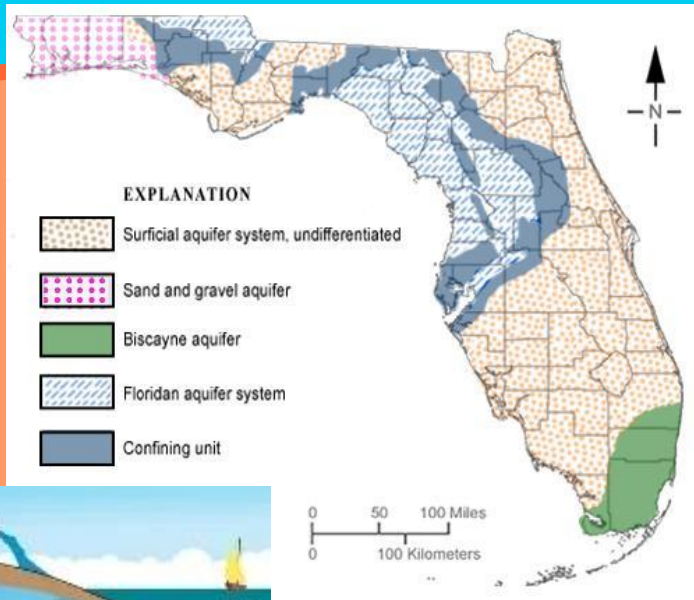 N
EXPLANATION
Surficial aquifer system, undifferentiated
Sand and gravel aquifer
Biscayne aquifer
Floridan aquifer system
Confining unit
0 50 100 Miles
0 100 Kilometers